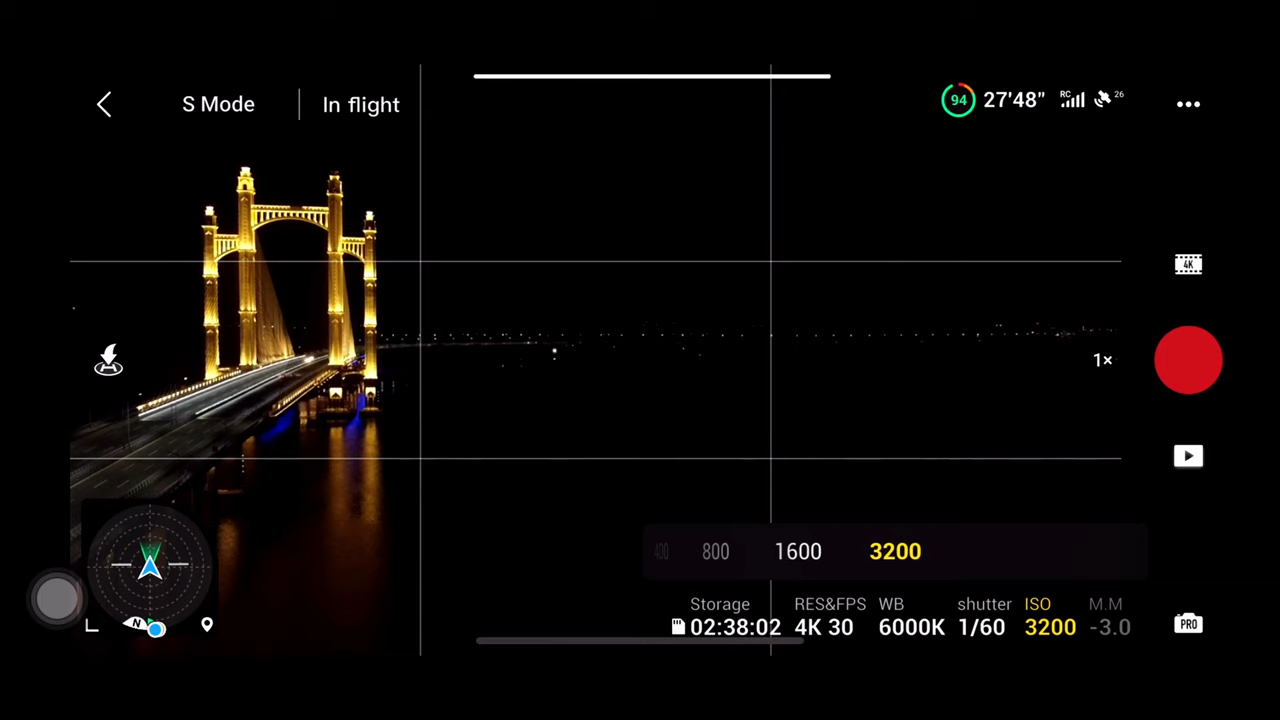 S Mode
In flight
94
27'48"
RC
26
4K
1×
400 800 1600 3200
Storage RES&FPS WB shutter ISO M.M
02:38:02 4K 30 6000K 1/60 3200 -3.0
PRO
N